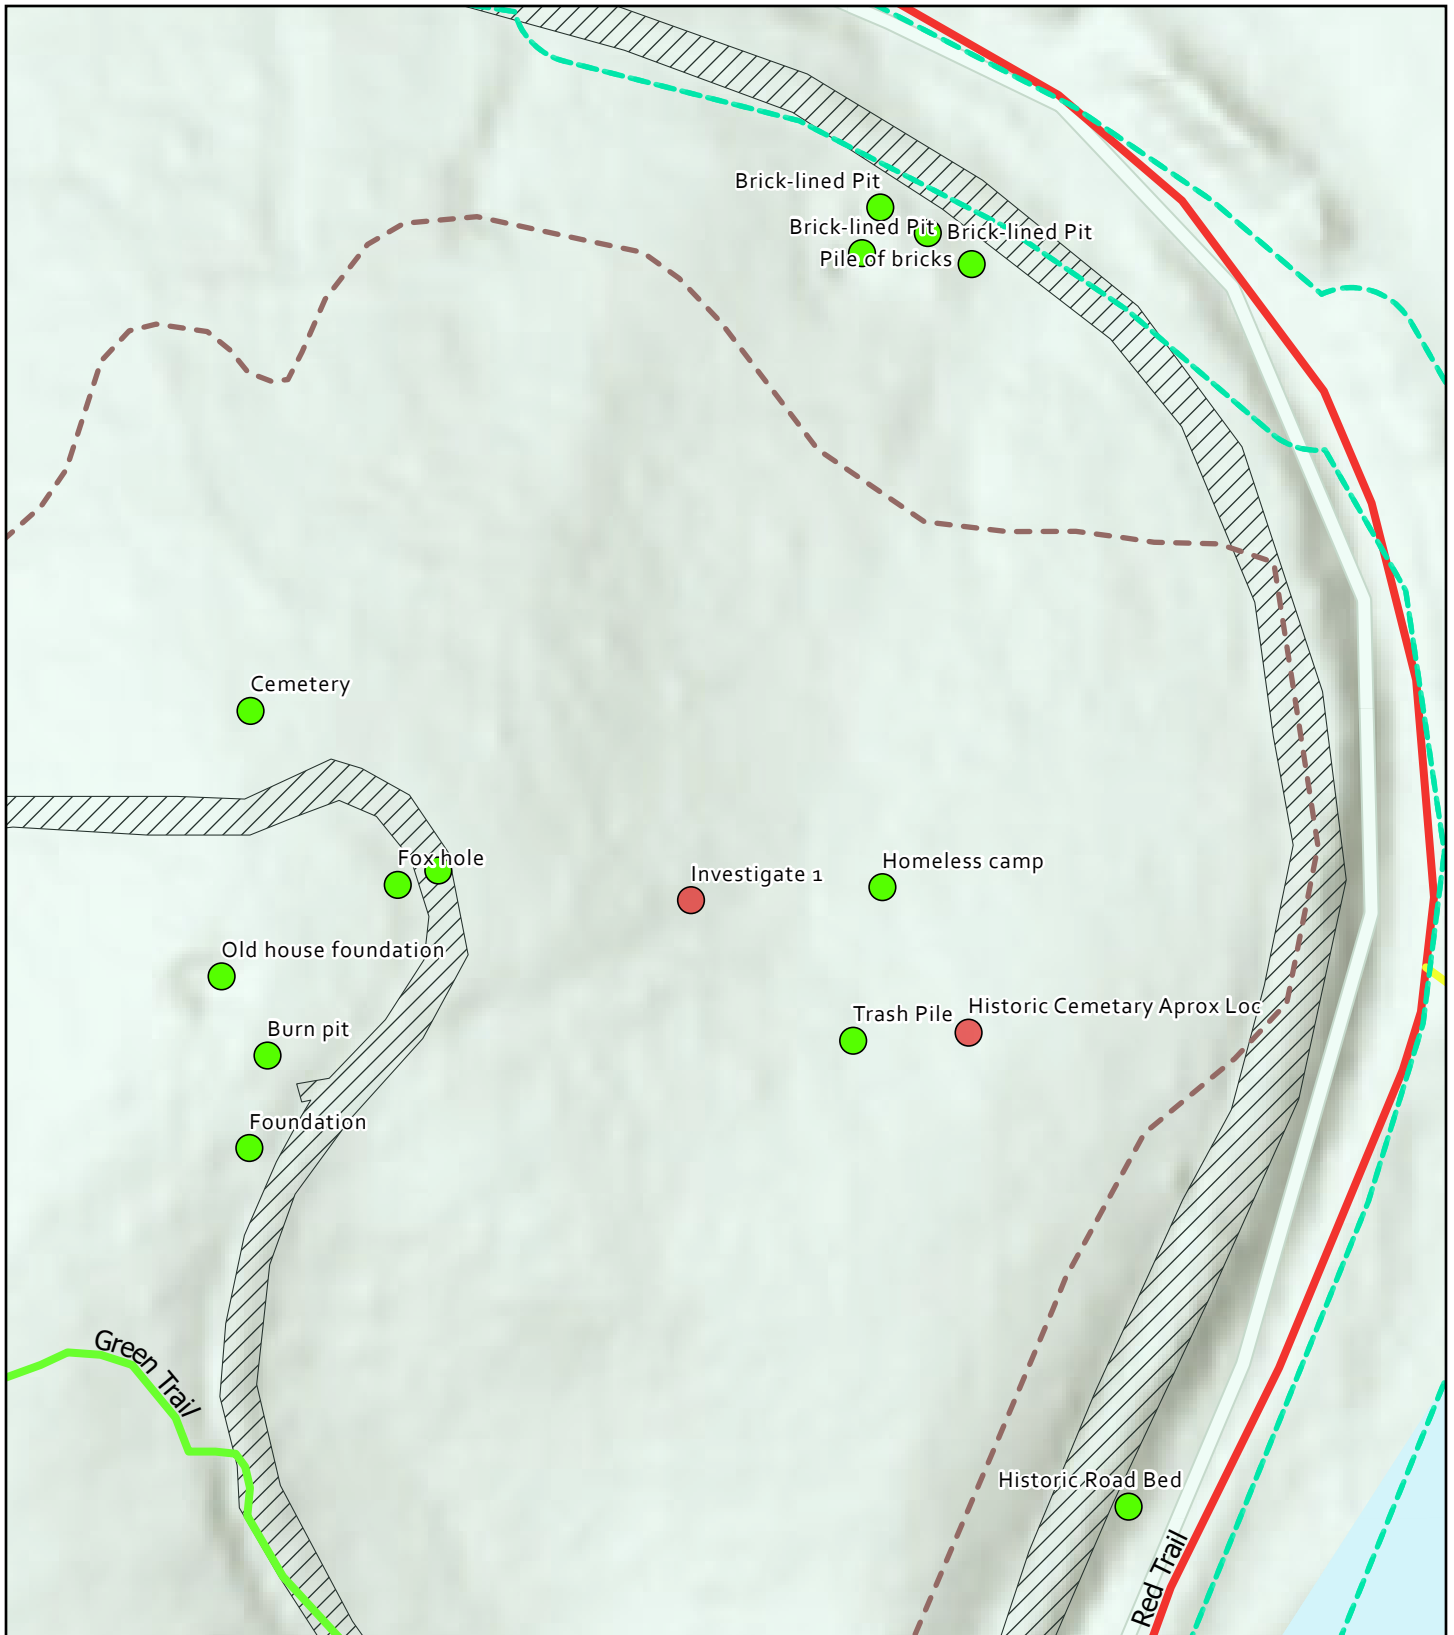 Brick-lined Pit
Brick-lined Pit
Brick-lined Pit
Pile of bricks
Cemetery
Fox hole
Homeless camp
Investigate 1
Old house foundation
Historic Cemetary Aprox Loc
Trash Pile
Burn pit
Foundation
Green Trail
Historic Road Bed
Red Trail